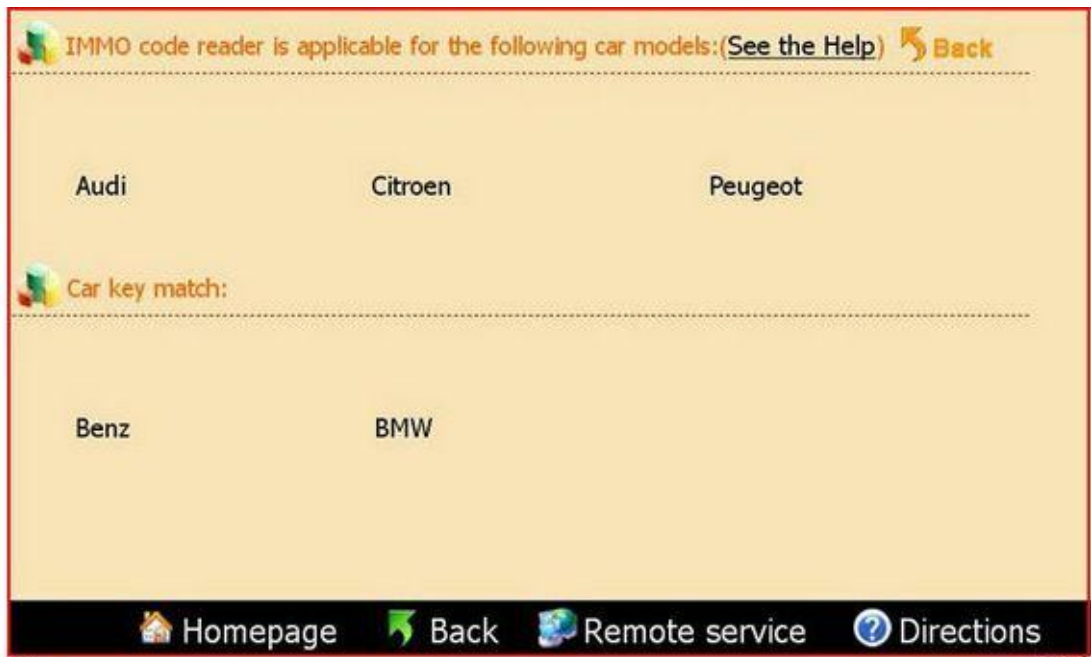 IMMO code reader is applicable for the following car models:(See the Help) Back
Audi Citroen Peugeot
Car key match:
Benz BMW
Homepage Back Remote service Directions